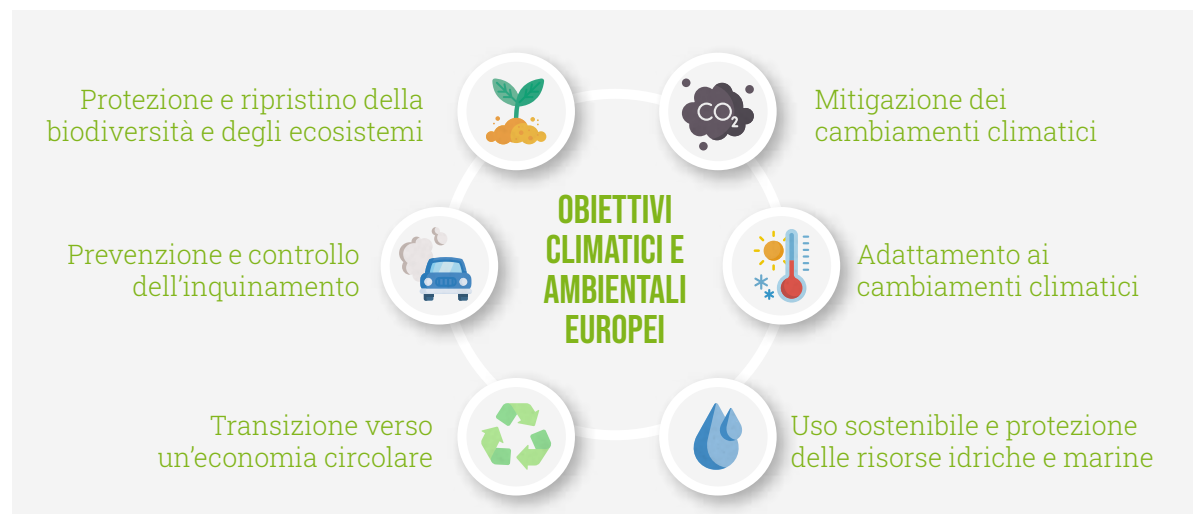 OBIETTIVI
CLIMATICI E
AMBIENTALI
EUROPEI
Mitigazione dei
cambiamenti climatici
CO2
Adattamento ai
cambiamenti climatici
Uso sostenibile e protezione
delle risorse idriche e marine
Transizione verso
un’economia circolare
Prevenzione e controllo
dell’inquinamento
Protezione e ripristino della
biodiversità e degli ecosistemi